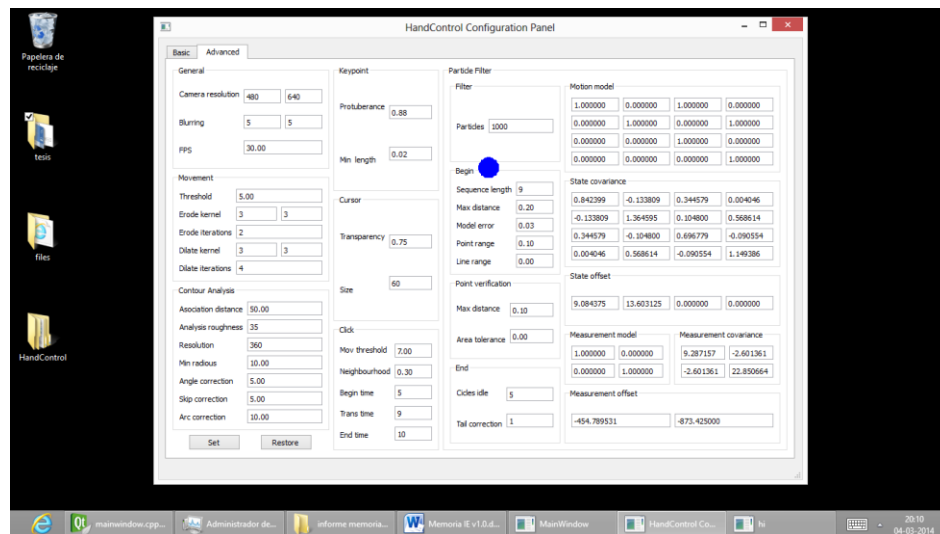 HandControl Configuration Panel
Papelera de
reciclaje
tesis
files
HandControl
Basic
Advanced
General
Camera resolution 480 640
Blurring 5 5
FPS 30.00
Movement
Threshold 5.00
Erode kernel 3 3
Erode iterations 2
Dilate kernel 3 3
Dilate iterations 4
Contour Analysis
Asociation distance 50.00
Analysis roughness 35
Resolution 360
Min radious 10.00
Angle correction 5.00
Skip correction 5.00
Arc correction 10.00
Set
Restore
Keypoint
Protuberance 0.88
Min length 0.02
Cursor
Transparency 0.75
Size 60
Click
Mov threshold 7.00
Neighbourhood 0.30
Begin time 5
Trans time 9
End time 10
Particle Filter
Filter
Particles 1000
Begin
Sequence length 9
Max distance 0.20
Model error 0.03
Point range 0.10
Line range 0.00
Point verification
Max distance 0.10
Area tolerance 0.00
End
Cicles idle 5
Tail correction 1
Motion model
1.000000 0.000000 1.000000 0.000000
0.000000 1.000000 0.000000 1.000000
0.000000 0.000000 1.000000 0.000000
0.000000 0.000000 0.000000 1.000000
State covariance
0.842399 -0.133809 0.344579 0.004046
-0.133809 1.364595 0.104800 0.568614
0.344579 -0.104800 0.696779 -0.090554
0.004046 0.568614 -0.090554 1.149386
State offset
9.084375 13.603125 0.000000 0.000000
Measurement model
1.000000 0.000000
0.000000 1.000000
Measurement covariance
9.287157 -2.601361
-2.601361 22.850664
Measurement offset
-454.789531 -873.425000
mainwindow.cpp...
Administrador de...
informe memoria...
Memoria IE v1.0.d...
MainWindow
HandControl Co...
hi
20:10
04-03-2014